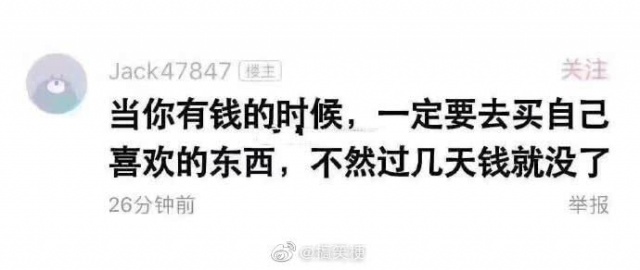 Jack47847 楼主
关注
当你有钱的时候，一定要去买自己
喜欢的东西，不然过几天钱就没了
26分钟前
举报